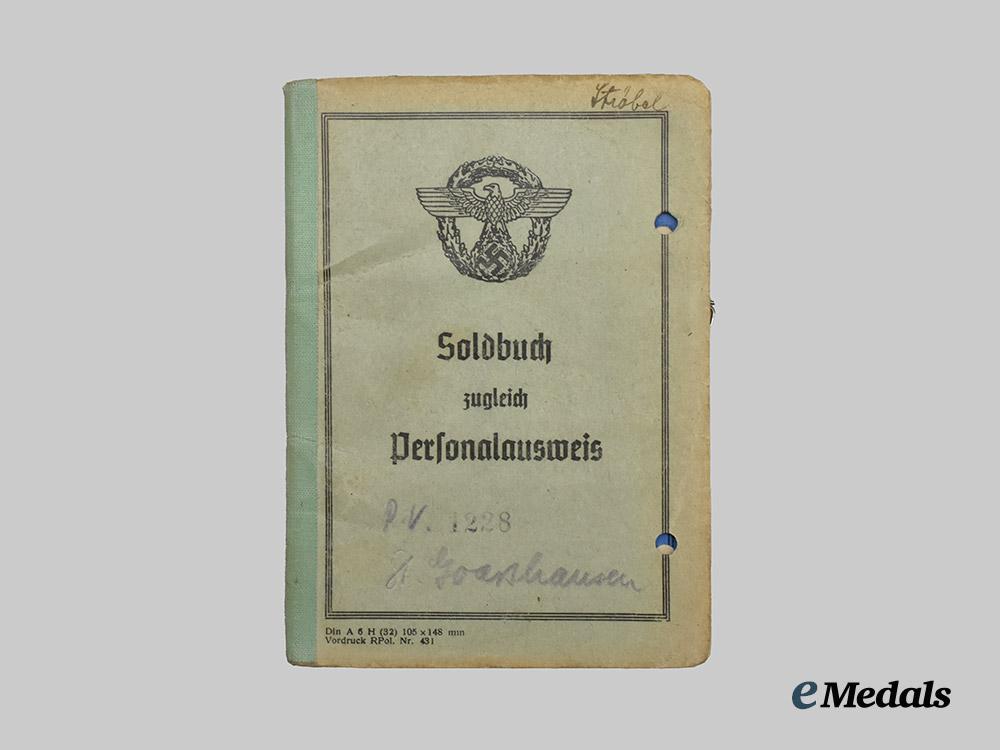 Ströbel
Soldbuch
zugleich
Personalausweis
P.V. 1228
St. Goarshausen
Din A 6 H (32) 105 x 148 mm
Vordruck RPol. Nr. 431
eMedals